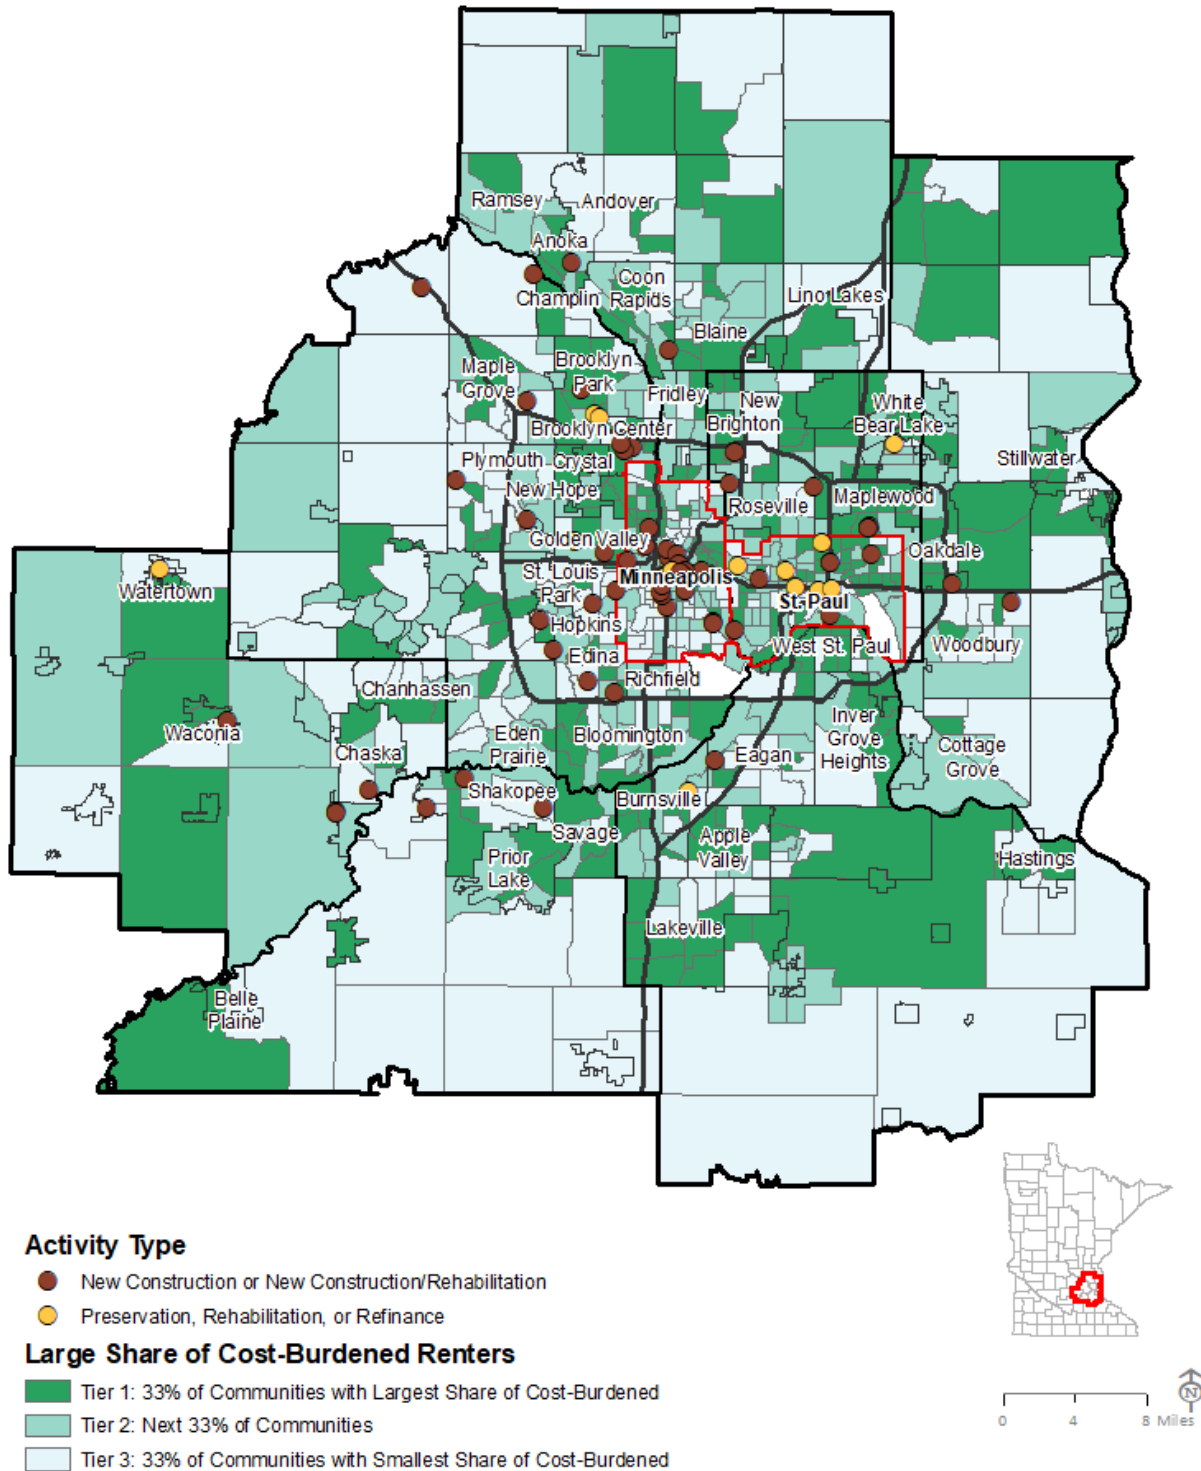 Ramsey
Andover
Anoka
Champlin
Coon
Rapids
Lino Lakes
Blaine
Maple
Grove
Brooklyn
Park
Fridley
New
Brighton
White
Bear Lake
Brooklyn Center
Plymouth
Crystal
Stillwater
New Hope
Roseville
Maplewood
Golden Valley
Oakdale
St. Louis
Park
Minneapolis
Watertown
St. Paul
Hopkins
West St. Paul
Woodbury
Edina
Richfield
Chanhassen
Waconia
Chaska
Eden
Prairie
Bloomington
Inver
Grove
Heights
Cottage
Grove
Eagan
Shakopee
Burnsville
Savage
Apple
Valley
Prior
Lake
Hastings
Lakeville
Belle
Plaine
Activity Type
New Construction or New Construction/Rehabilitation
Preservation, Rehabilitation, or Refinance
Large Share of Cost-Burdened Renters
Tier 1: 33% of Communities with Largest Share of Cost-Burdened
Tier 2: Next 33% of Communities
Tier 3: 33% of Communities with Smallest Share of Cost-Burdened
N
0 4 8 Miles